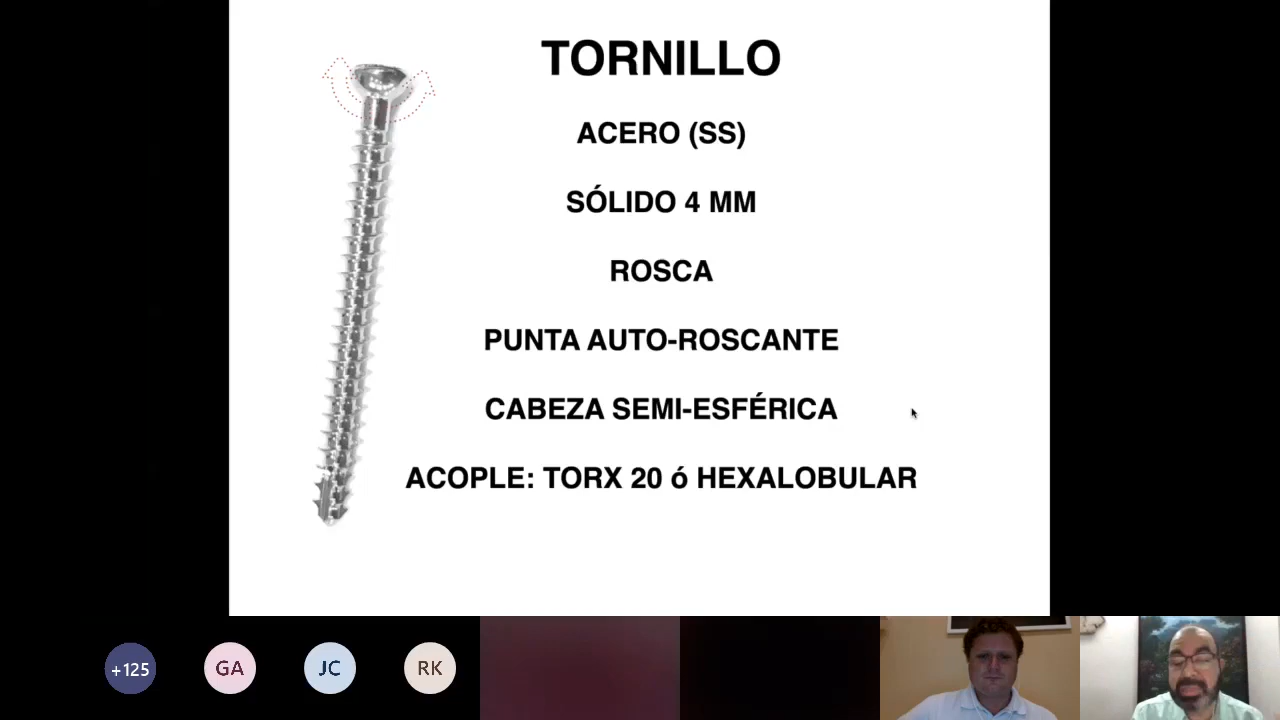 TORNILLO
ACERO (SS)
SÓLIDO 4 MM
ROSCA
PUNTA AUTO-ROSCANTE
CABEZA SEMI-ESFÉRICA
ACOPLE: TORX 20 ó HEXALOBULAR
+125 GA JC RK